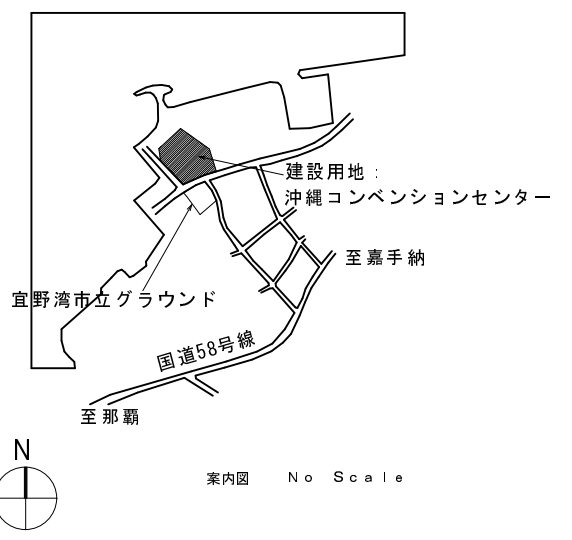 建設用地：
沖縄コンベンションセンター
至嘉手納
宜野湾市立グラウンド
国道58号線
至那覇
N
案内図 No Scale